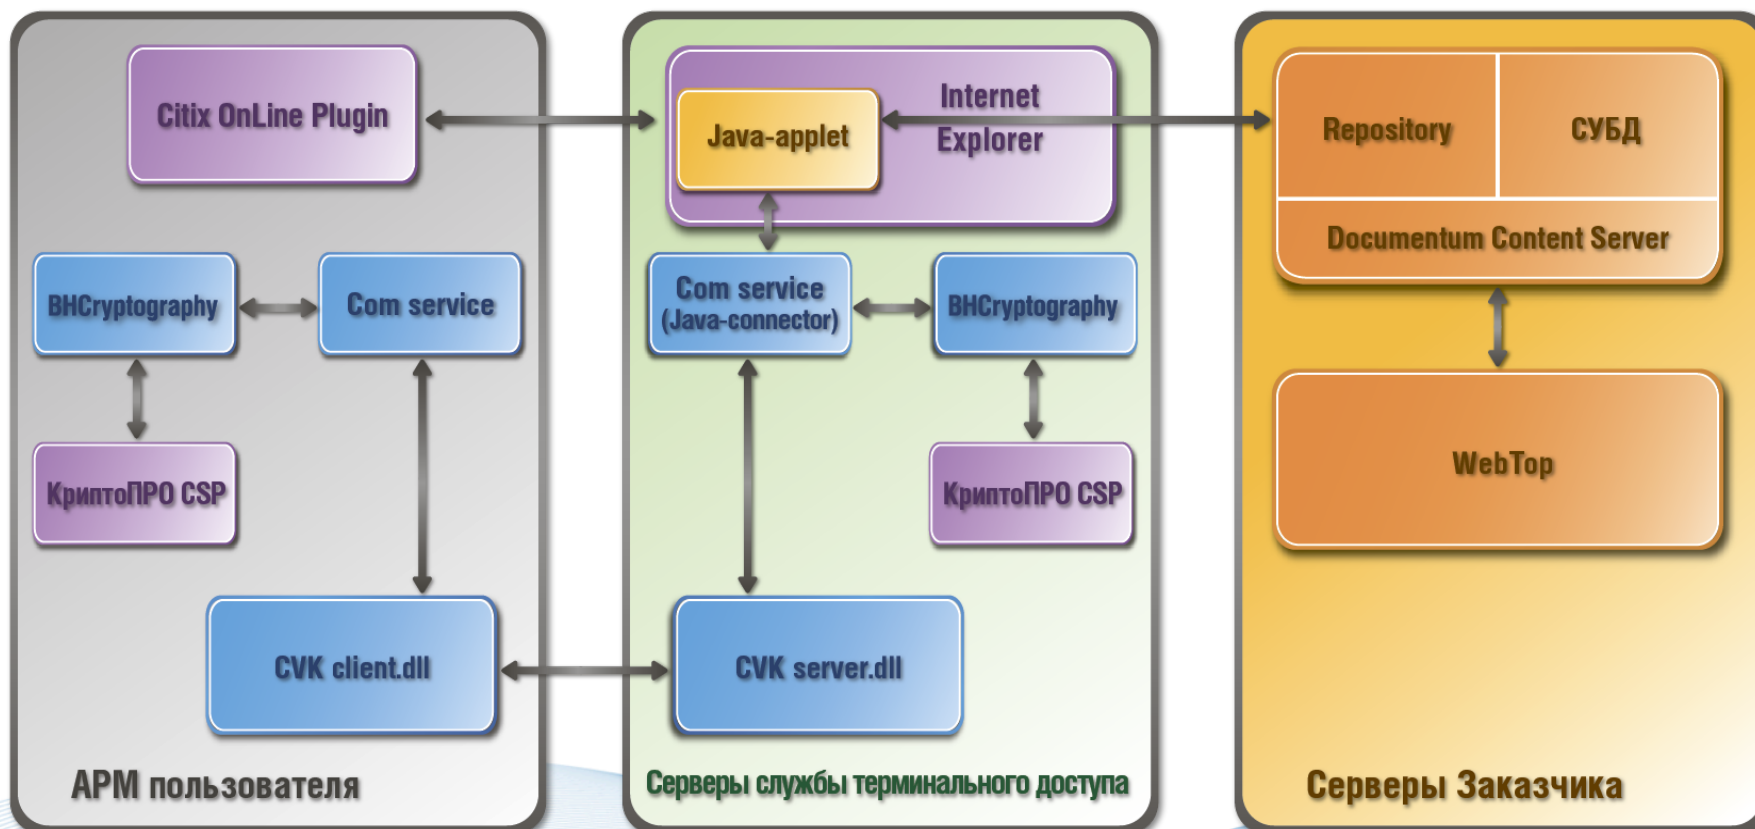 Citix OnLine Plugin
BHCryptography
Com service
КриптоПРО CSP
CVK client.dll
АРМ пользователя
Internet
Explorer
Java-applet
Com service
(Java-connector)
BHCryptography
КриптоПРО CSP
CVK server.dll
Серверы службы терминального доступа
Repository
СУБД
Documentum Content Server
WebTop
Серверы Заказчика